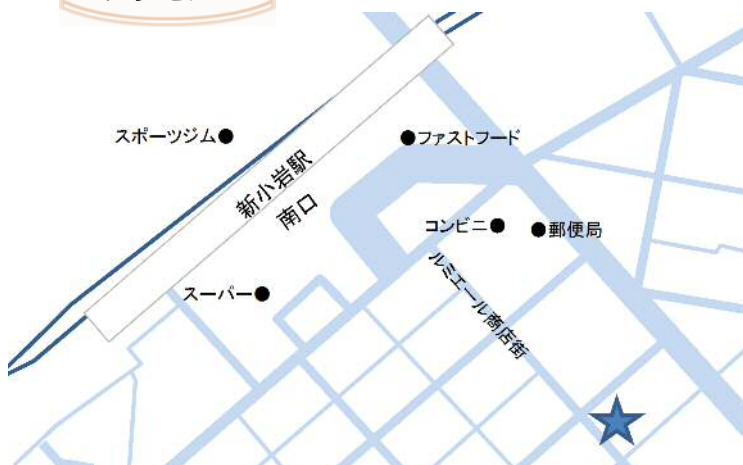 スポーツジム
ファストフード
新小岩駅
南口
コンビニ
郵便局
スーパー
ルミエール商店街